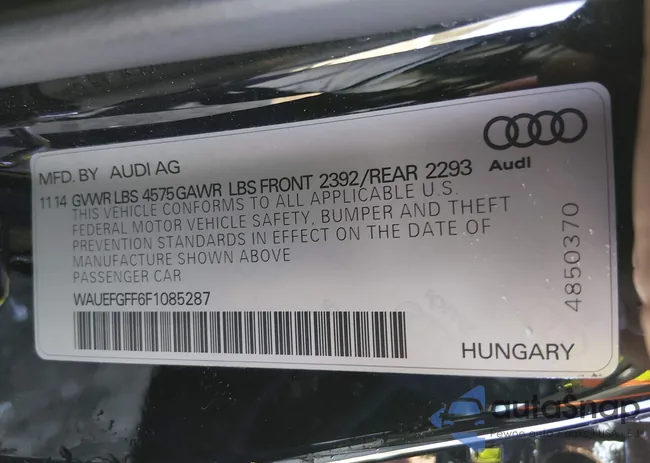 MFD. BY AUDI AG
Audi
11 14 GVWR LBS 4575 GAWR LBS FRONT 2392/REAR 2293
THIS VEHICLE CONFORMS TO ALL APPLICABLE U.S.
FEDERAL MOTOR VEHICLE SAFETY, BUMPER AND THEFT
PREVENTION STANDARDS IN EFFECT ON THE DATE OF
MANUFACTURE SHOWN ABOVE
PASSENGER CAR
WAUEFGFF6F1085287
4850370
HUNGARY
autoSnap